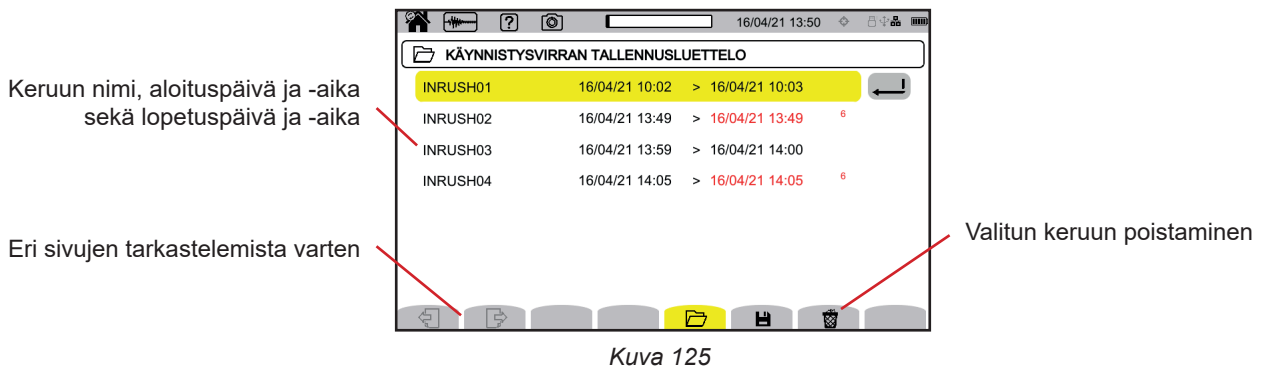 ? 16/04/21 13:50
KÄYNNISTYSVIRRAN TALLENNUSLUETTELO
INRUSH01 16/04/21 10:02 > 16/04/21 10:03
INRUSH02 16/04/21 13:49 > 16/04/21 13:49 6
INRUSH03 16/04/21 13:59 > 16/04/21 14:00
INRUSH04 16/04/21 14:05 > 16/04/21 14:05 6
Keruun nimi, aloituspäivä ja -aika
sekä lopetuspäivä ja -aika
Eri sivujen tarkastelemista varten
Valitun keruun poistaminen
Kuva 125